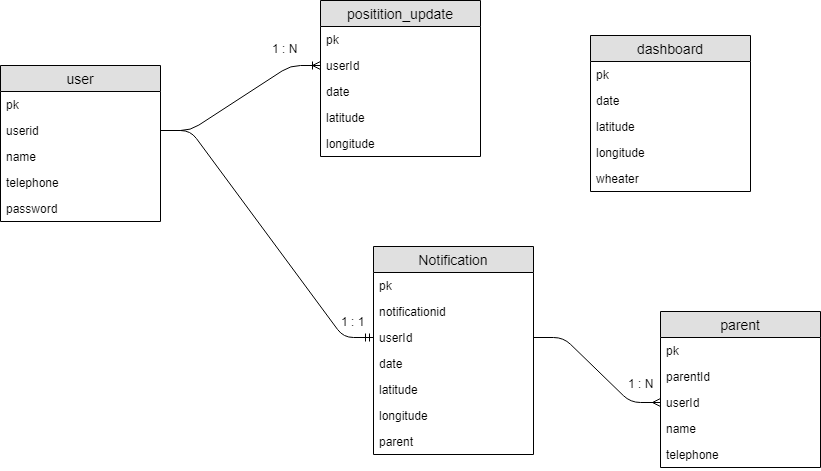 positition_update
pk
userId
date
latitude
longitude
1 : N
dashboard
pk
date
latitude
longitude
wheater
user
pk
userid
name
telephone
password
Notification
pk
notificationid
userId
date
latitude
longitude
parent
1 : 1
parent
pk
parentId
userId
name
telephone
1 : N